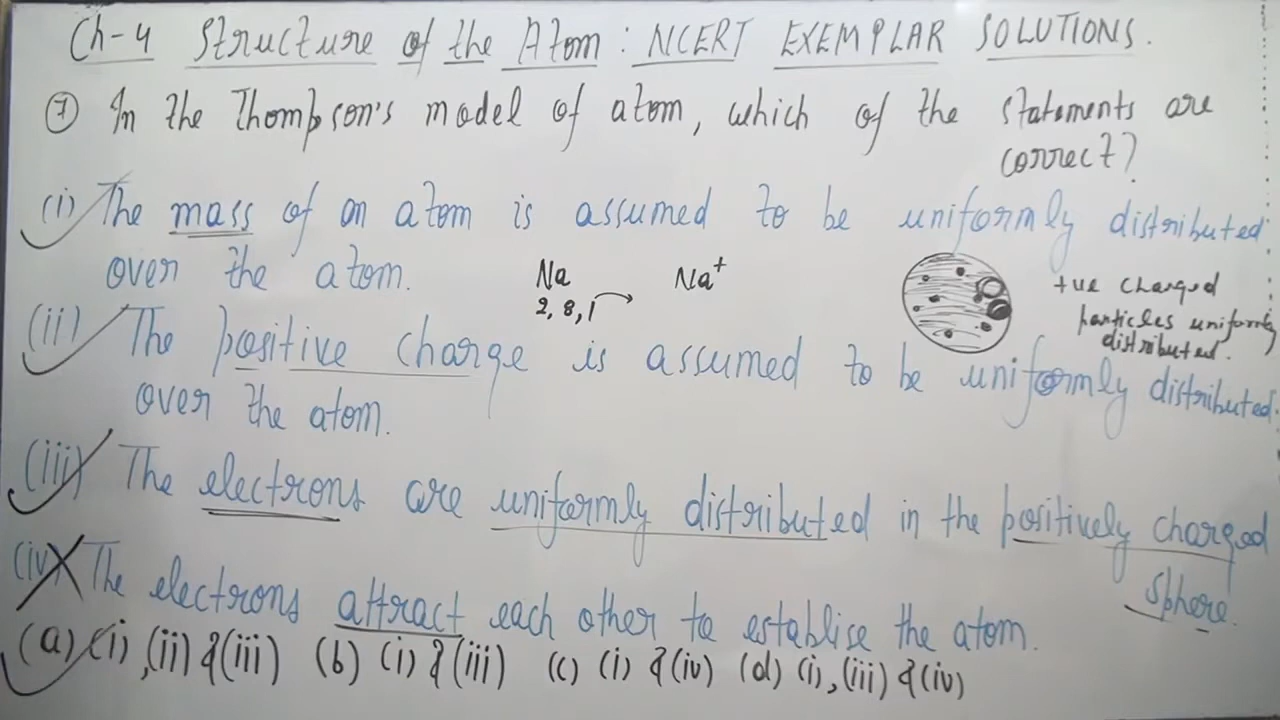 Ch-4 Structure of the Atom : NCERT EXEMPLAR SOLUTIONS.
⑦ In the Thompson's model of atom, which of the statements are
correct?
(i) The mass of an atom is assumed to be uniformly distributed
over the atom.
Na Na⁺
2, 8, 1
+ve charged
particles uniformly
distributed.
(ii) The positive charge is assumed to be uniformly distributed.
over the atom.
(iii) The electrons are uniformly distributed in the positively charged
sphere.
(iv) The electrons attract each other to establise the atom.
(a) (i), (ii) & (iii) (b) (i) & (iii) (c) (i) & (iv) (d) (i), (iii) & (iv)